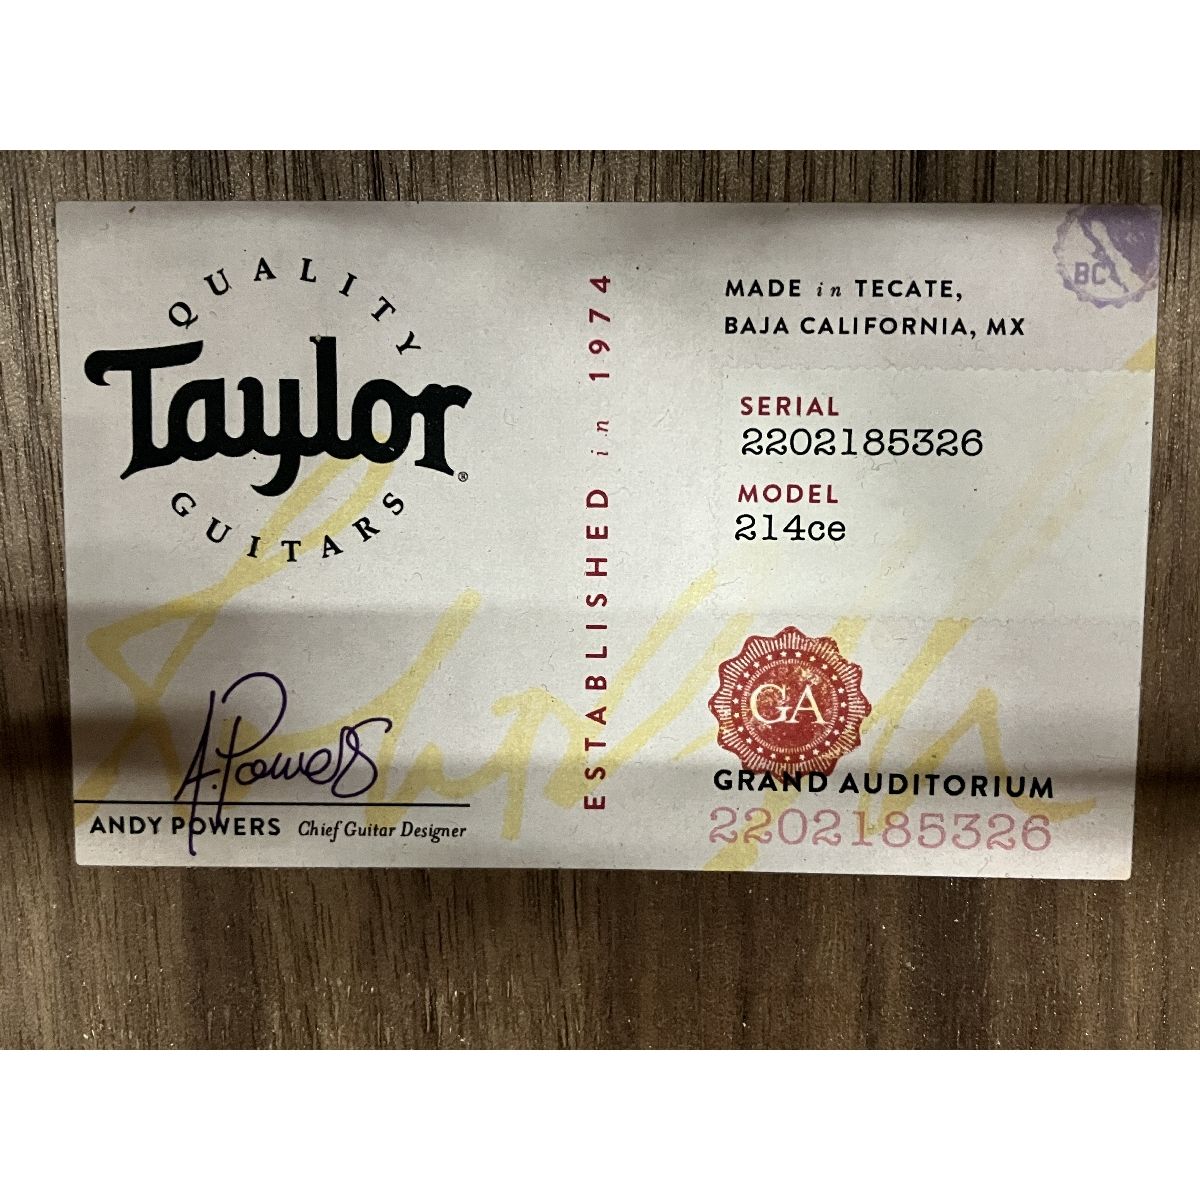 QUALITY
Taylor®
GUITARS
A. Powers
ANDY POWERS Chief Guitar Designer
ESTABLISHED in 1974
BC
MADE in TECATE,
BAJA CALIFORNIA, MX
SERIAL
2202185326
MODEL
214ce
GA
GRAND AUDITORIUM
2202185326